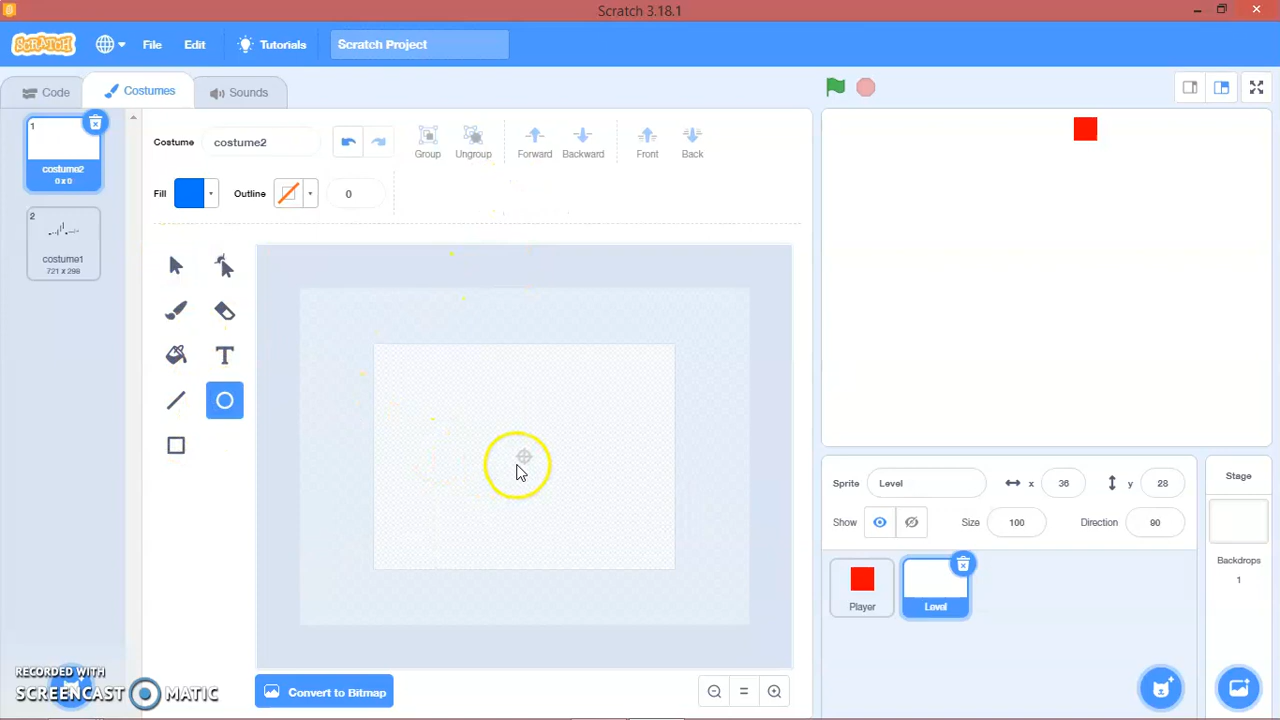 Scratch 3.18.1
SCRATCH
File
Edit
Tutorials
Scratch Project
Code
Costumes
Sounds
1
costume2
0 x 0
2
costume1
721 x 298
Costume
costume2
Group
Ungroup
Forward
Backward
Front
Back
Fill
Outline
0
T
Convert to Bitmap
Sprite
Level
x
36
y
28
Show
Size
100
Direction
90
Player
Level
Stage
Backdrops
1
RECORDED WITH
SCREENCAST MATIC